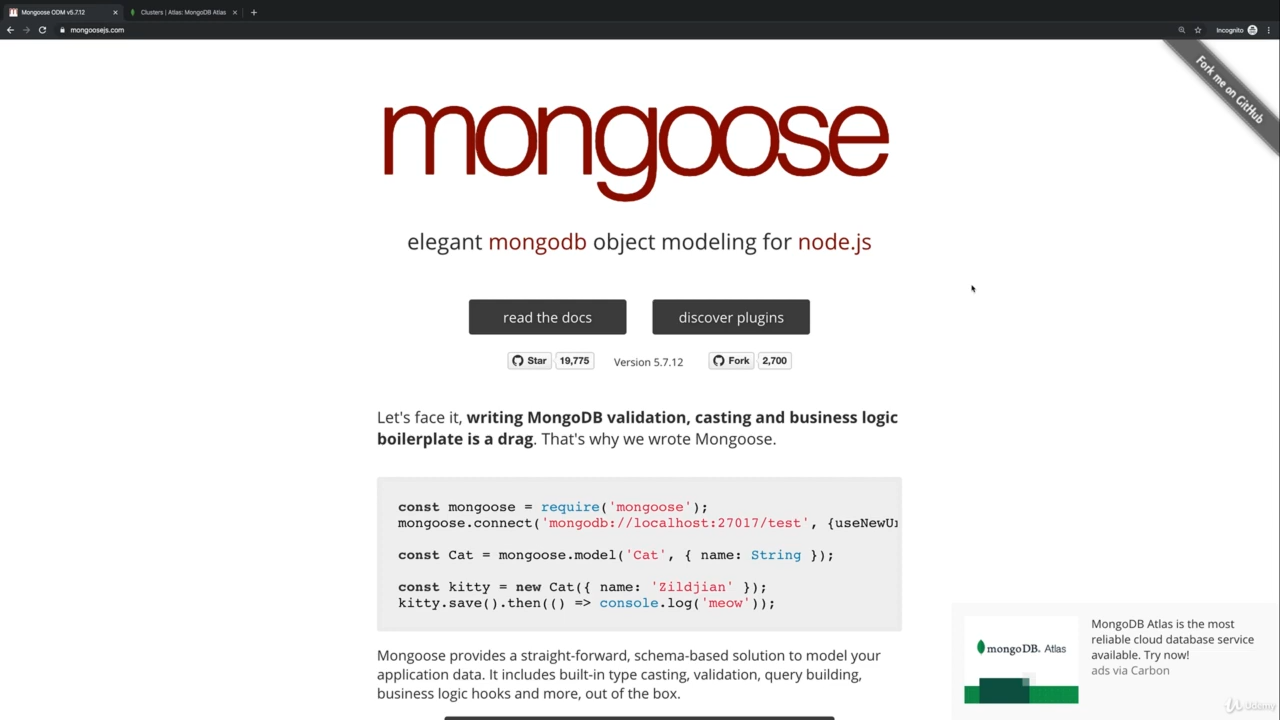 Mongoose ODM v5.7.12
Clusters | Atlas: MongoDB Atlas
mongoosejs.com
Incognito
Fork me on GitHub
mongoose
elegant mongodb object modeling for node.js
read the docs
discover plugins
Star 19,775
Version 5.7.12
Fork 2,700
Let's face it, writing MongoDB validation, casting and business logic
boilerplate is a drag. That's why we wrote Mongoose.
const mongoose = require('mongoose');
mongoose.connect('mongodb://localhost:27017/test', {useNewUr
const Cat = mongoose.model('Cat', { name: String });
const kitty = new Cat({ name: 'Zildjian' });
kitty.save().then(() => console.log('meow'));
Mongoose provides a straight-forward, schema-based solution to model your
application data. It includes built-in type casting, validation, query building,
business logic hooks and more, out of the box.
mongoDB. Atlas
MongoDB Atlas is the most
reliable cloud database service
available. Try now!
ads via Carbon
Udemy